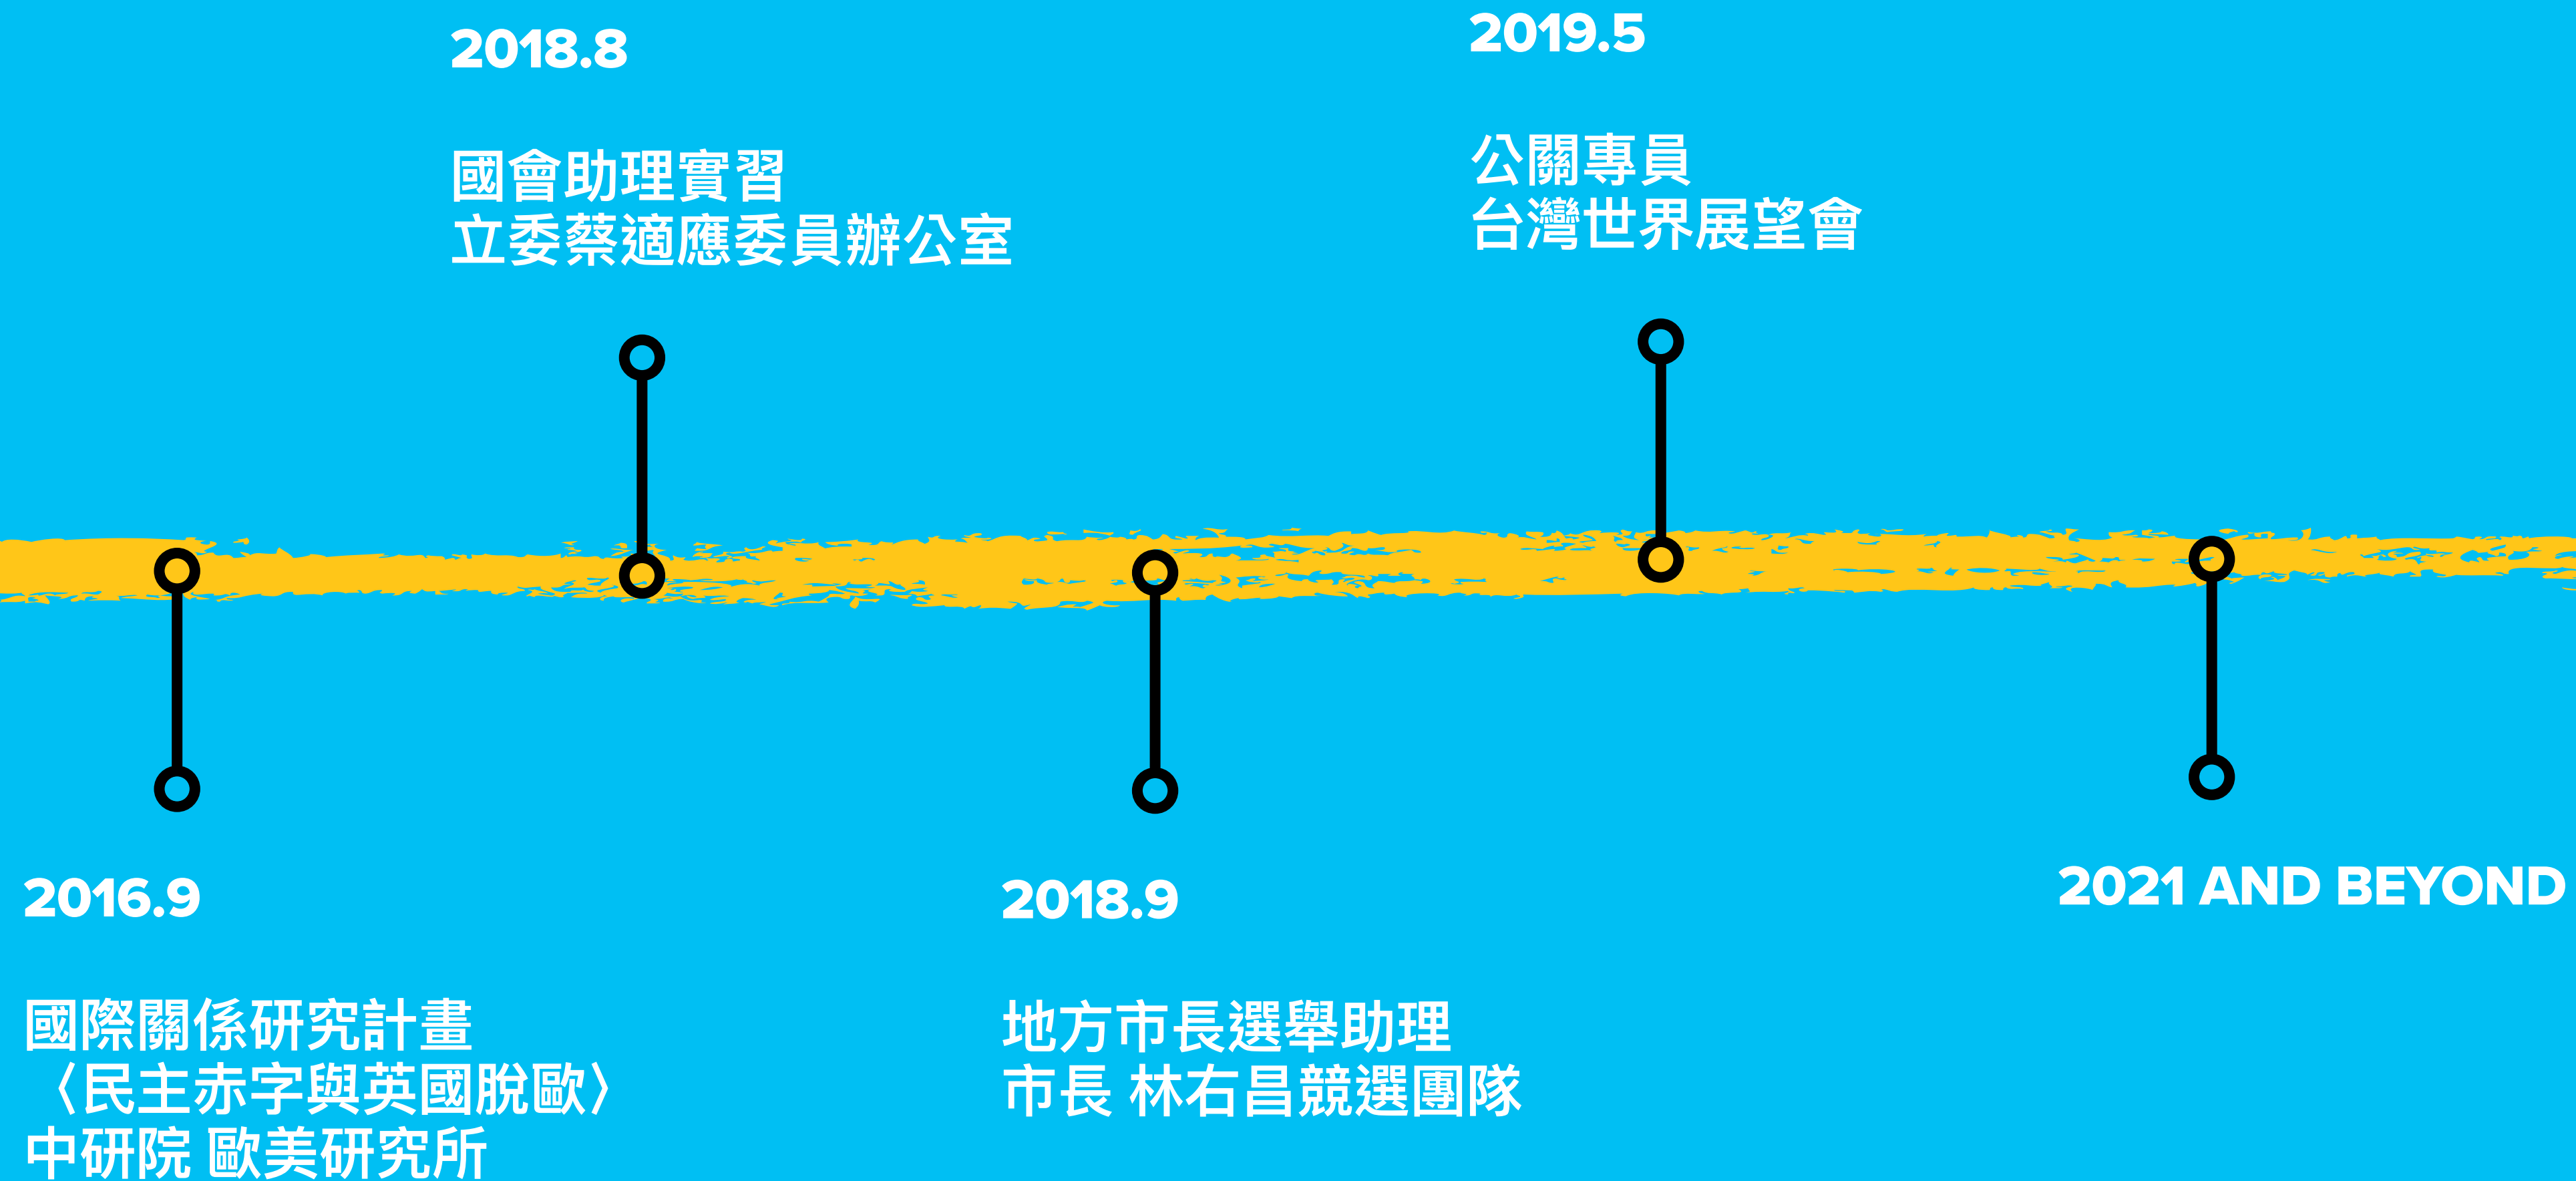 2018.8
國會助理實習
立委蔡適應委員辦公室
2019.5
公關專員
台灣世界展望會
2016.9
國際關係研究計畫
〈民主赤字與英國脫歐〉
中研院 歐美研究所
2018.9
地方市長選舉助理
市長 林右昌競選團隊
2021 AND BEYOND